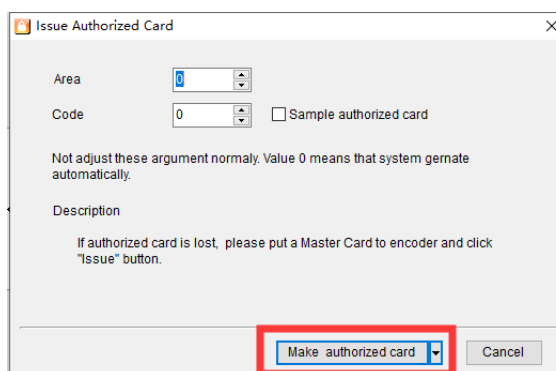 Issue Authorized Card
Area 0
Code 0 Sample authorized card
Not adjust these argument normaly. Value 0 means that system gernate
automatically.
Description
If authorized card is lost, please put a Master Card to encoder and click
"Issue" button.
Make authorized card Cancel